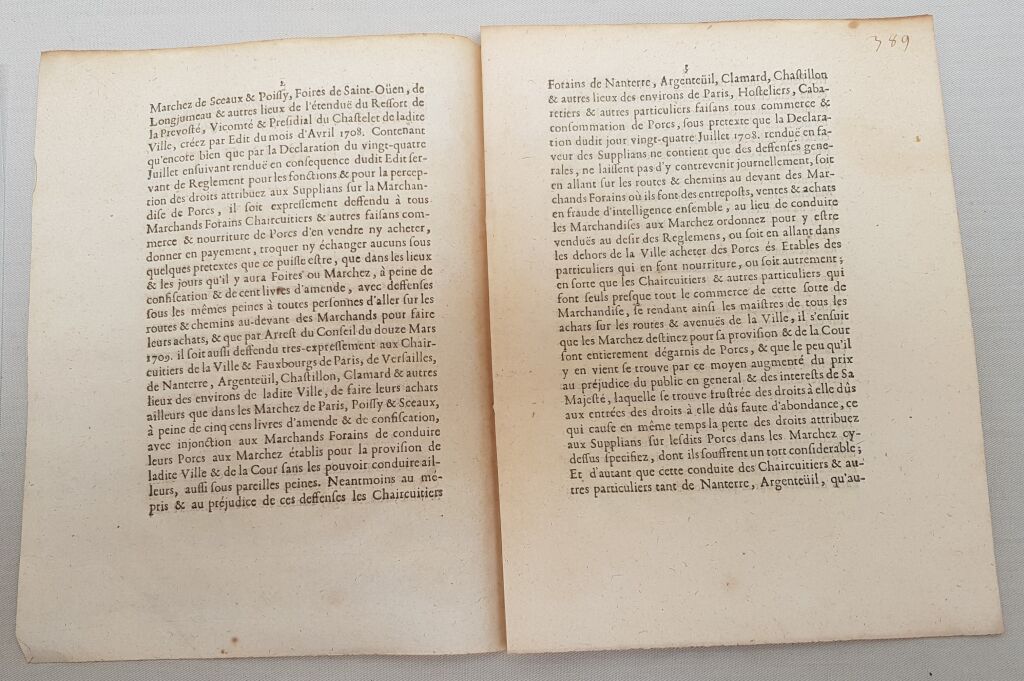 2
Marchez de Sceaux & Poissy, Foires de Saint-Oüen, de
Longjumeau & autres lieux de l'étenduë du Ressort de
la Prevosté, Vicomté & Presidial du Chastelet de ladite
Ville, créez par Edit du mois d'Avril 1708. Contenant
qu'encore bien que par la Declaration du vingt-quatre
Juillet ensuivant renduë en consequence dudit Edit ser-
vant de Reglement pour les fonctions & pour la percep-
tion des droits attribuez aux Supplians sur la Marchan-
dise de Porcs, il soit expressement deffendu à tous
Marchands Forains Chaircuitiers & autres faisans com-
merce & nourriture de Porcs d'en vendre ny acheter,
donner en payement, troquer ny échanger aucuns sous
quelques pretextes que ce puisse estre, que dans les lieux
& les jours qu'il y aura Foires ou Marchez, à peine de
confiscation & de cent livres d'amende, avec deffenses
sous les mêmes peines à toutes personnes d'aller sur les
routes & chemins au-devant des Marchands pour faire
leurs achats, & que par Arrest du Conseil du douze Mars
1709. il soit aussi deffendu tres-expressement aux Chair-
cuitiers de la Ville & Fauxbourgs de Paris, de Versailles,
de Nanterre, Argenteüil, Chastillon, Clamard & autres
lieux des environs de ladite Ville, de faire leurs achats
ailleurs que dans les Marchez de Paris, Poissy & Sceaux,
à peine de cinq cens livres d'amende & de confiscation,
avec injonction aux Marchands Forains de conduire
leurs Porcs aux Marchez établis pour la provision de
ladite Ville & de la Cour sans les pouvoir conduire ail-
leurs, aussi sous pareilles peines. Neantmoins au mé-
pris & au préjudice de ces deffenses les Chaircuitiers
389
3
Forains de Nanterre, Argenteüil, Clamard, Chastillon
& autres lieux des environs de Paris, Hosteliers, Caba-
retiers & autres particuliers faisans tous commerce &
consommation de Porcs, sous pretexte que la Declara-
tion dudit jour vingt-quatre Juillet 1708. renduë en fa-
veur des Supplians ne contient que des deffenses gene-
rales, ne laissent pas d'y contrevenir journellement, soit
en allant sur les routes & chemins au devant des Mar-
chands Forains où ils font des entreposts, ventes & achats
en fraude d'intelligence ensemble, au lieu de conduire
les Marchandises aux Marchez ordonnez pour y estre
venduës au desir des Reglemens, ou soit en allant dans
les dehors de la Ville acheter des Porcs és Etables des
particuliers qui en font nourriture, ou soit autrement;
en sorte que les Chaircuitiers & autres particuliers qui
font seuls presque tout le commerce de cette sorte de
Marchandise, se rendant ainsi les maistres de tous les
achats sur les routes & avenuës de la Ville, il s'ensuit
que les Marchez destinez pour sa provision & de la Cour
sont entierement dégarnis de Porcs, & que le peu qu'il
y en vient se trouve par ce moyen augmenté du prix
au préjudice du public en general & des interests de Sa
Majesté, laquelle se trouve frustrée des droits à elle dûs
aux entrées des droits à elle dûs faute d'abondance, ce
qui cause en même temps la perte des droits attribuez
aux Supplians sur lesdits Porcs dans les Marchez cy-
dessus specifiez, dont ils souffrent un tort considerable;
Et d'autant que cette conduite des Chaircuitiers & au-
tres particuliers tant de Nanterre, Argenteüil, qu'au-